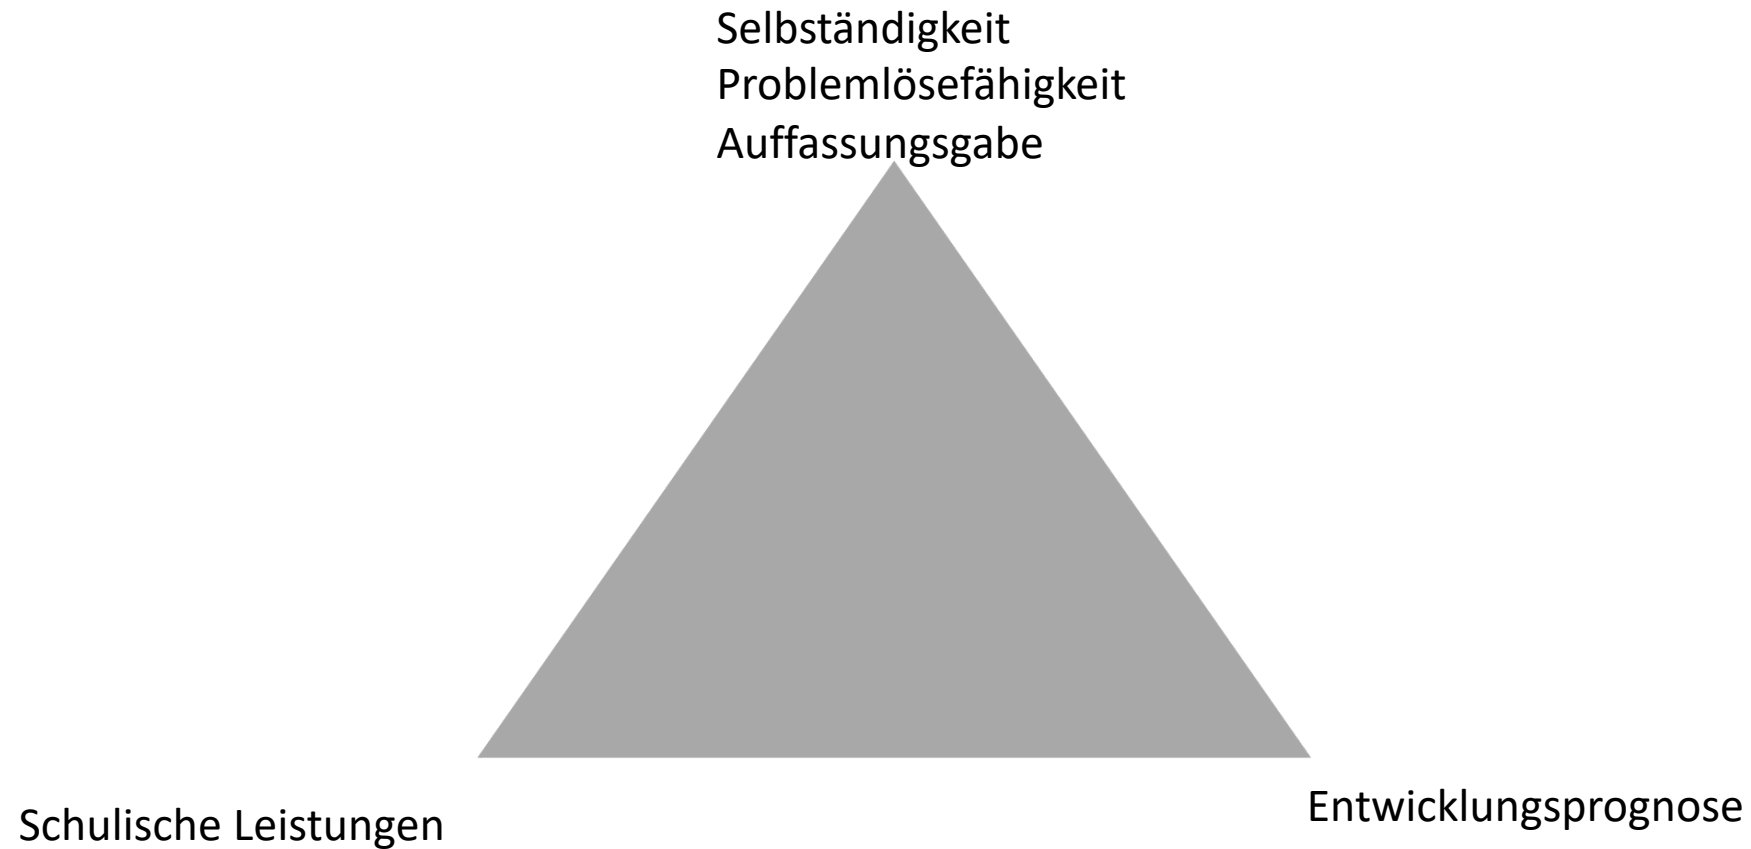 Selbständigkeit
Problemlösefähigkeit
Auffassungsgabe
Schulische Leistungen
Entwicklungsprognose